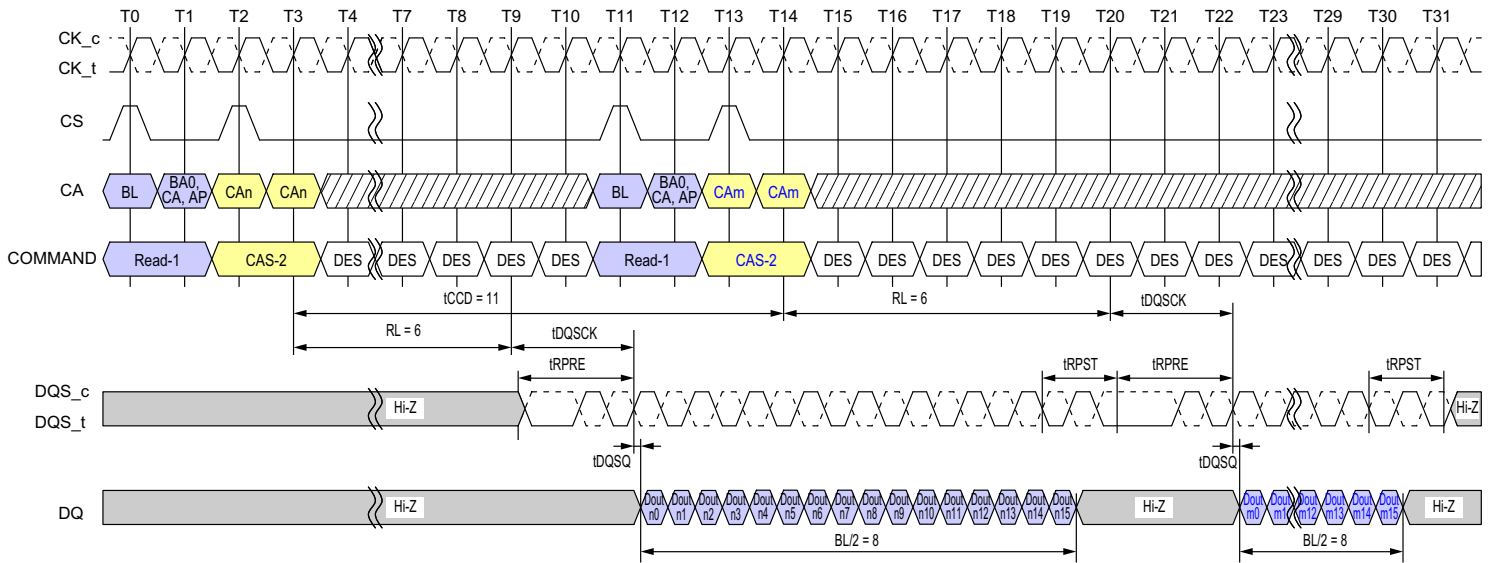 T0 T1 T2 T3 T4 T7 T8 T9 T10 T11 T12 T13 T14 T15 T16 T17 T18 T19 T20 T21 T22 T23 T29 T30 T31
CK_c
CK_t
CS
CA BL BA0, CA, AP CAn CAn BL BA0, CA, AP CAm CAm
COMMAND Read-1 CAS-2 DES DES DES DES DES Read-1 CAS-2 DES DES DES DES DES DES DES DES DES DES DES DES
tCCD = 11 RL = 6 tDQSCK
RL = 6 tDQSCK
tRPRE tRPST tRPRE tRPST
DQS_c
DQS_t
Hi-Z Hi-Z
tDQSQ tDQSQ
DQ Hi-Z Dout n0 Dout n1 Dout n2 Dout n3 Dout n4 Dout n5 Dout n6 Dout n7 Dout n8 Dout n9 Dout n10 Dout n11 Dout n12 Dout n13 Dout n14 Dout n15 Hi-Z Dout m0 Dout m1 Dout m12 Dout m13 Dout m14 Dout m15 Hi-Z
BL/2 = 8 BL/2 = 8